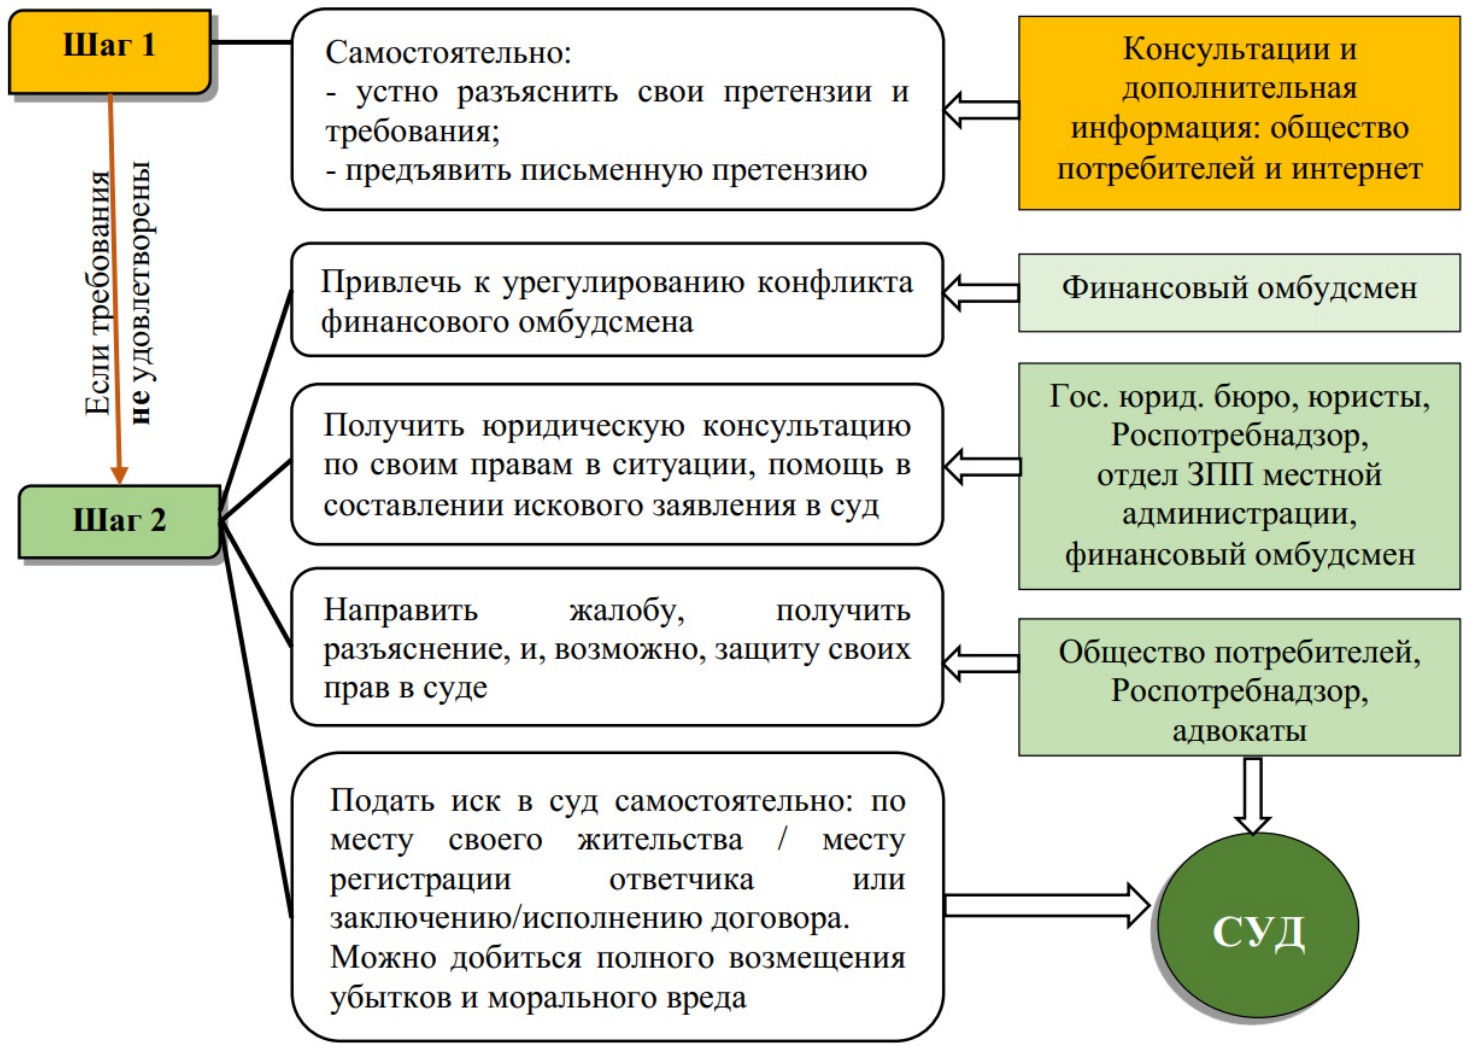 Шаг 1
Самостоятельно:
- устно разъяснить свои претензии и
требования;
- предъявить письменную претензию
Консультации и
дополнительная
информация: общество
потребителей и интернет
Если требования
не удовлетворены
Привлечь к урегулированию конфликта
финансового омбудсмена
Финансовый омбудсмен
Шаг 2
Получить юридическую консультацию
по своим правам в ситуации, помощь в
составлении искового заявления в суд
Гос. юрид. бюро, юристы,
Роспотребнадзор,
отдел ЗПП местной
администрации,
финансовый омбудсмен
Направить жалобу, получить
разъяснение, и, возможно, защиту своих
прав в суде
Общество потребителей,
Роспотребнадзор,
адвокаты
Подать иск в суд самостоятельно: по
месту своего жительства / месту
регистрации ответчика или
заключению/исполнению договора.
Можно добиться полного возмещения
убытков и морального вреда
СУД